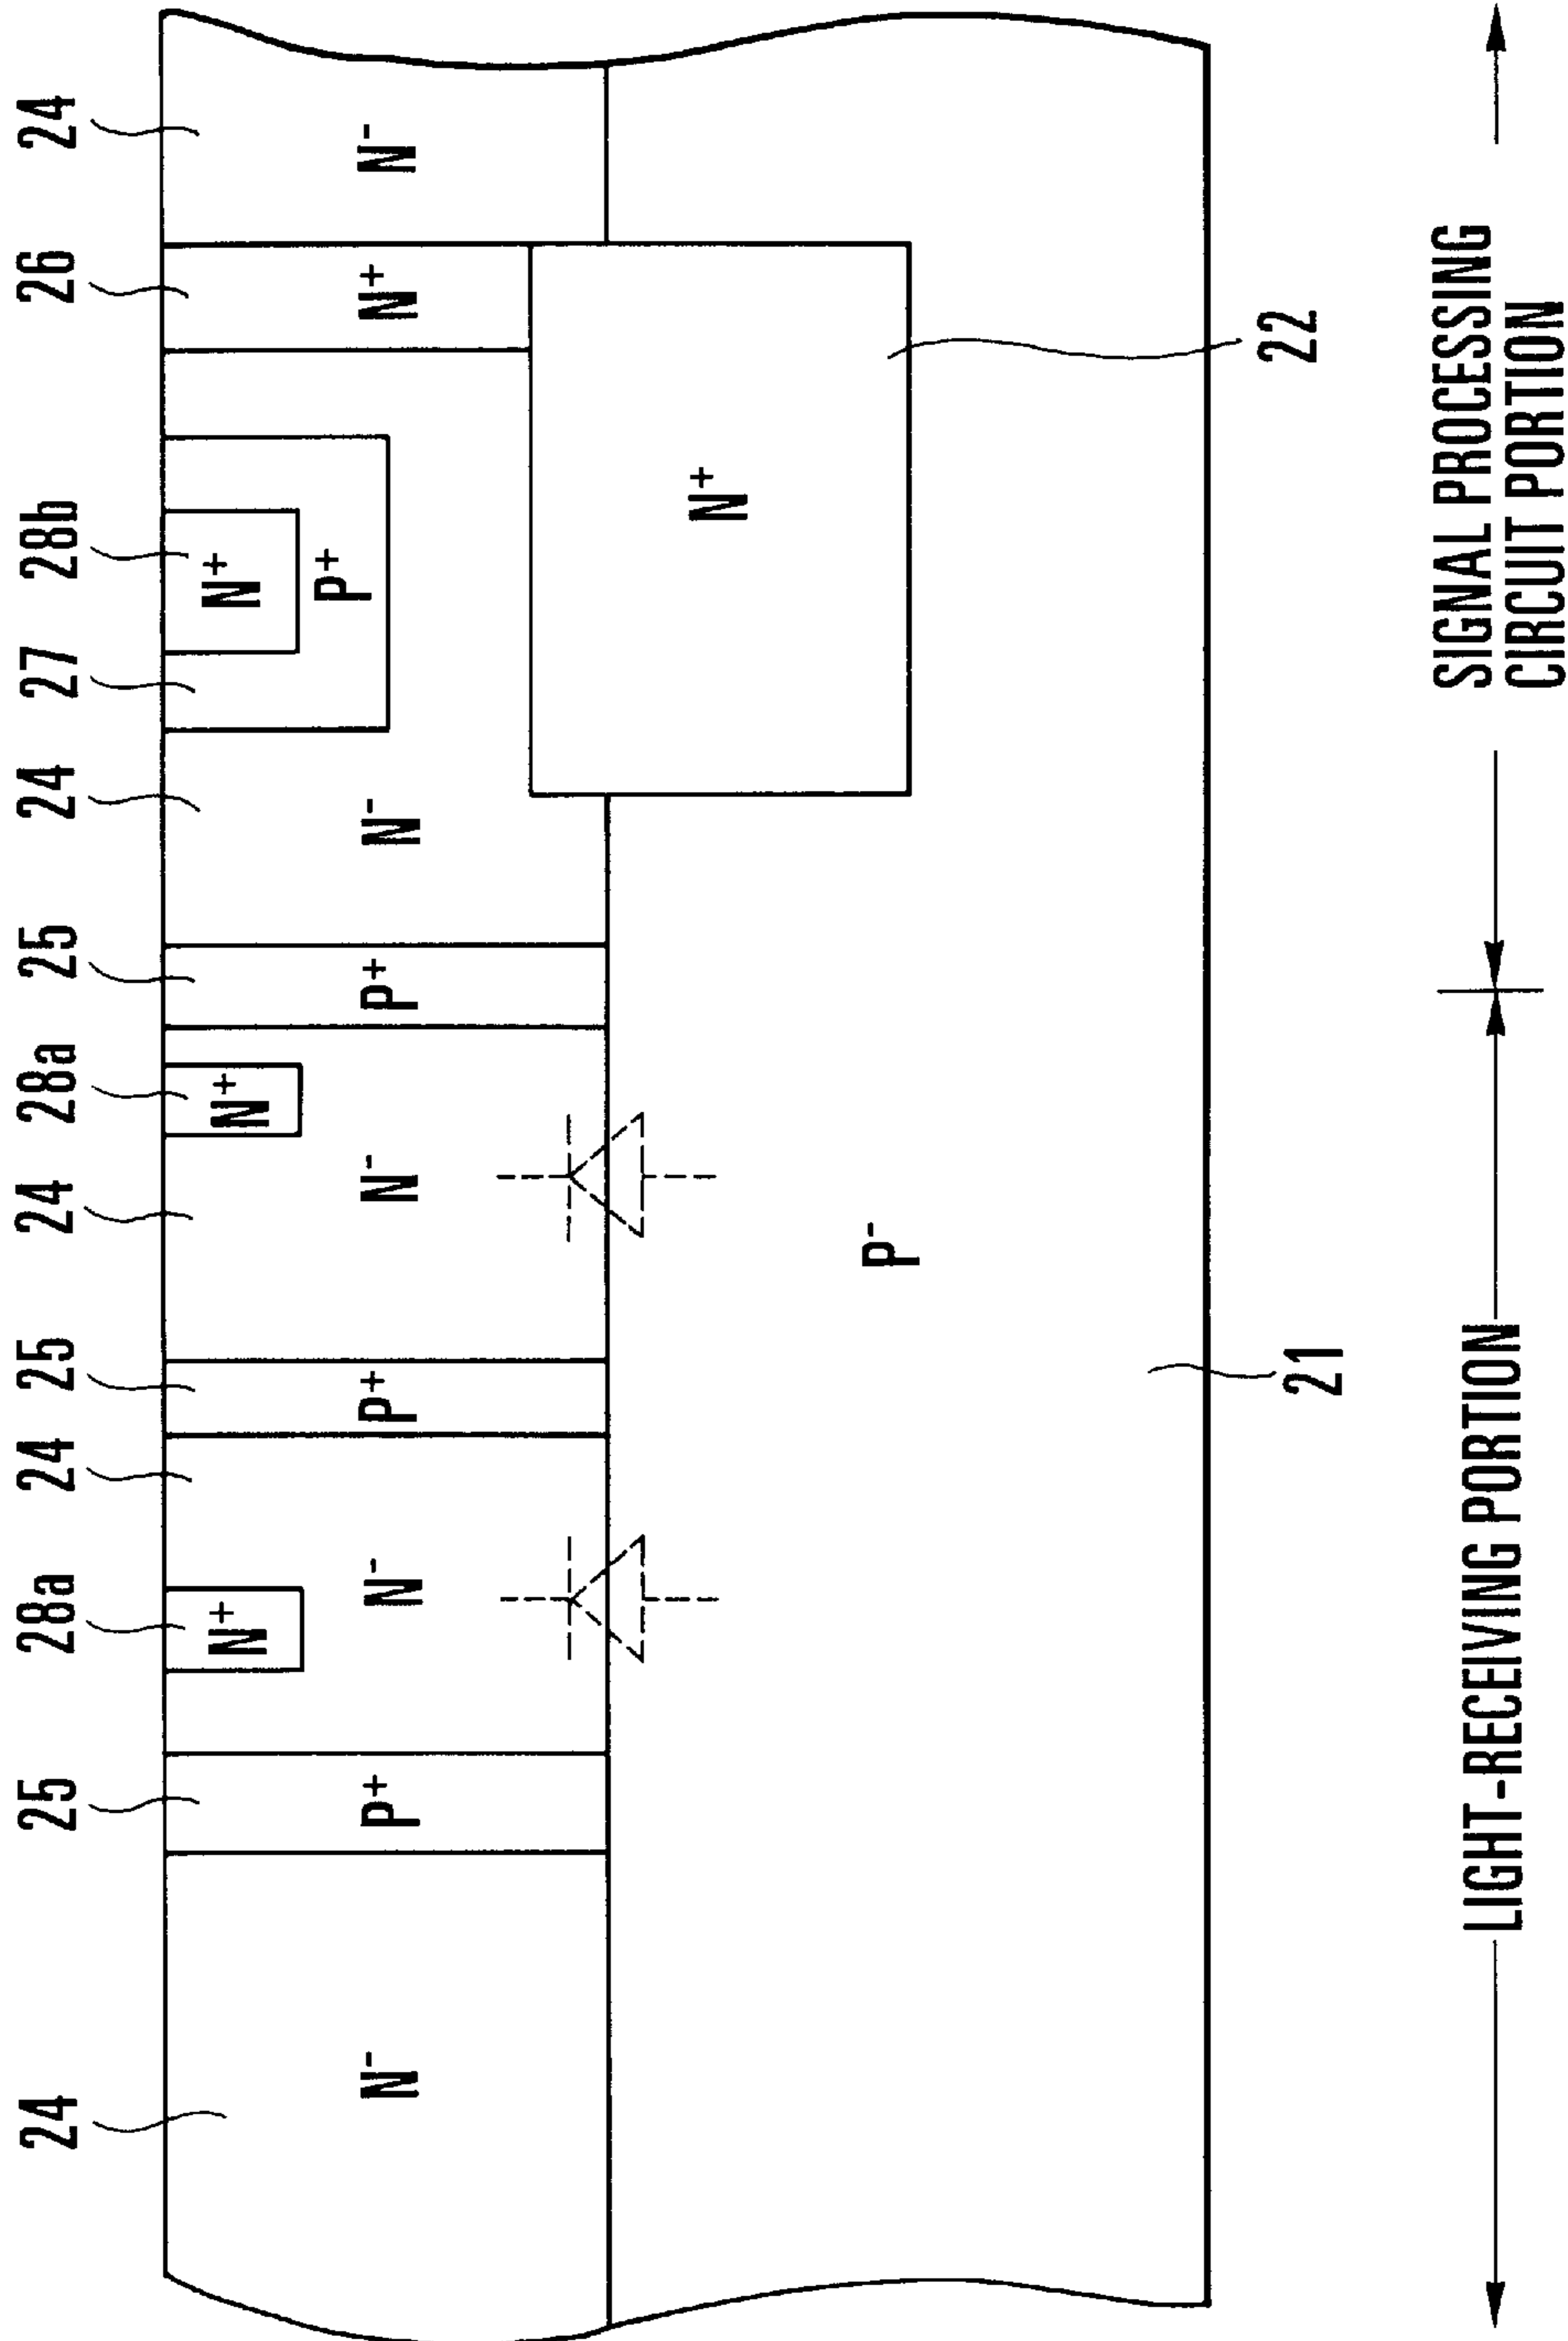 24 25 28a 24 25 24 28a 25 24 27 28b 26 24
N⁺ N⁺ N⁺
P⁺
N⁻ P⁺ N⁻ P⁺ N⁻ P⁺ N⁻ N⁺ N⁻
N⁺
P⁻
21 22
LIGHT-RECEIVING PORTION
SIGNAL PROCESSING
CIRCUIT PORTION